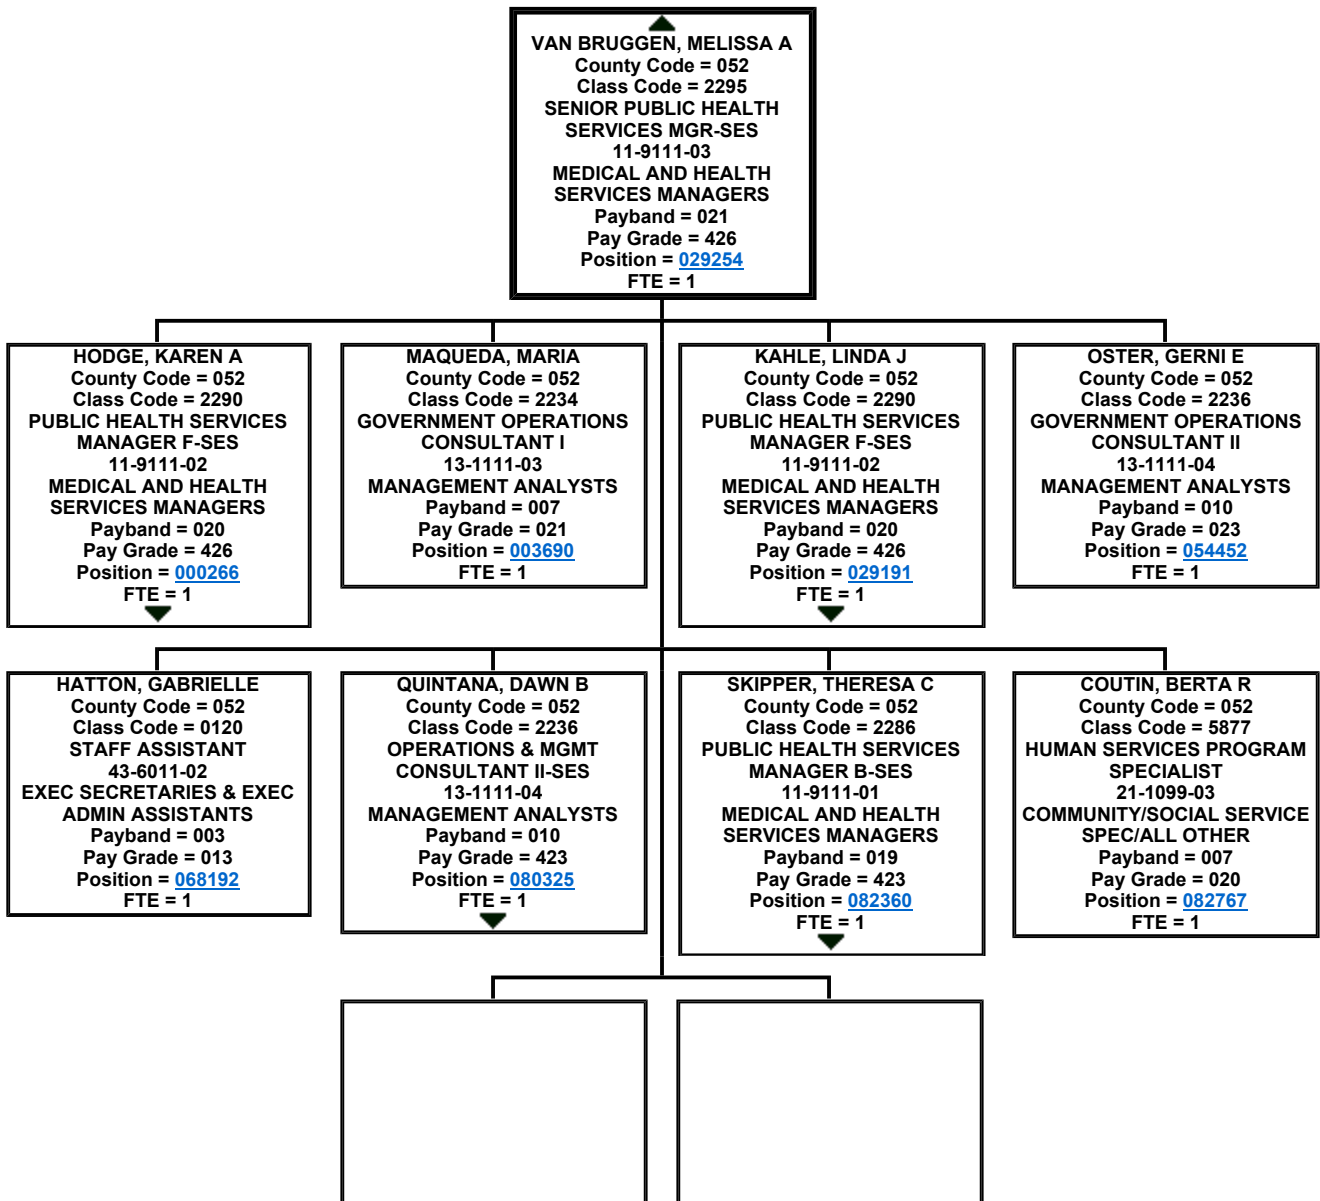 VAN BRUGGEN, MELISSA A
County Code = 052
Class Code = 2295
SENIOR PUBLIC HEALTH
SERVICES MGR-SES
11-9111-03
MEDICAL AND HEALTH
SERVICES MANAGERS
Payband = 021
Pay Grade = 426
Position = 029254
FTE = 1
HODGE, KAREN A
County Code = 052
Class Code = 2290
PUBLIC HEALTH SERVICES
MANAGER F-SES
11-9111-02
MEDICAL AND HEALTH
SERVICES MANAGERS
Payband = 020
Pay Grade = 426
Position = 000266
FTE = 1
MAQUEDA, MARIA
County Code = 052
Class Code = 2234
GOVERNMENT OPERATIONS
CONSULTANT I
13-1111-03
MANAGEMENT ANALYSTS
Payband = 007
Pay Grade = 021
Position = 003690
FTE = 1
KAHLE, LINDA J
County Code = 052
Class Code = 2290
PUBLIC HEALTH SERVICES
MANAGER F-SES
11-9111-02
MEDICAL AND HEALTH
SERVICES MANAGERS
Payband = 020
Pay Grade = 426
Position = 029191
FTE = 1
OSTER, GERNI E
County Code = 052
Class Code = 2236
GOVERNMENT OPERATIONS
CONSULTANT II
13-1111-04
MANAGEMENT ANALYSTS
Payband = 010
Pay Grade = 023
Position = 054452
FTE = 1
HATTON, GABRIELLE
County Code = 052
Class Code = 0120
STAFF ASSISTANT
43-6011-02
EXEC SECRETARIES & EXEC
ADMIN ASSISTANTS
Payband = 003
Pay Grade = 013
Position = 068192
FTE = 1
QUINTANA, DAWN B
County Code = 052
Class Code = 2236
OPERATIONS & MGMT
CONSULTANT II-SES
13-1111-04
MANAGEMENT ANALYSTS
Payband = 010
Pay Grade = 423
Position = 080325
FTE = 1
SKIPPER, THERESA C
County Code = 052
Class Code = 2286
PUBLIC HEALTH SERVICES
MANAGER B-SES
11-9111-01
MEDICAL AND HEALTH
SERVICES MANAGERS
Payband = 019
Pay Grade = 423
Position = 082360
FTE = 1
COUTIN, BERTA R
County Code = 052
Class Code = 5877
HUMAN SERVICES PROGRAM
SPECIALIST
21-1099-03
COMMUNITY/SOCIAL SERVICE
SPEC/ALL OTHER
Payband = 007
Pay Grade = 020
Position = 082767
FTE = 1